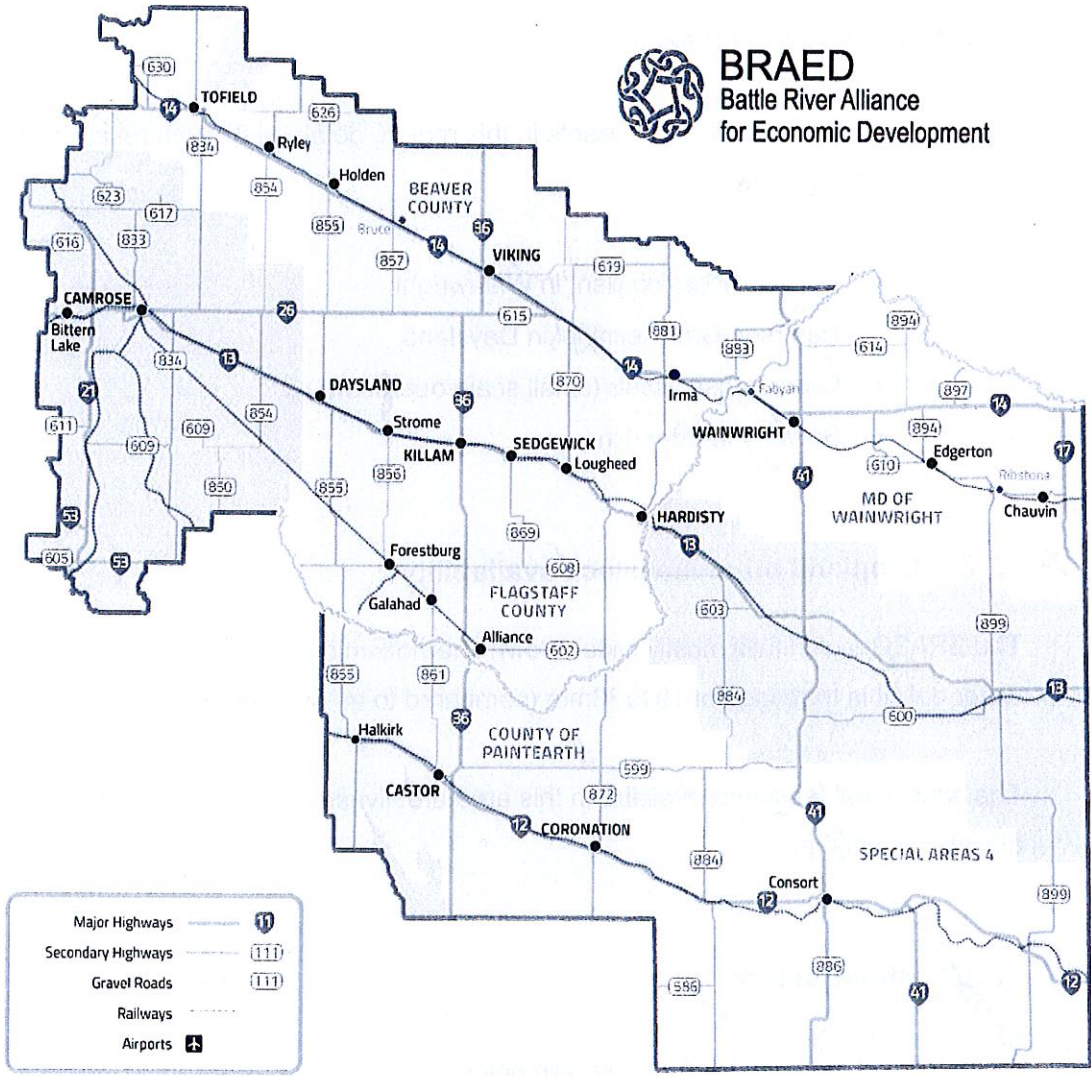 BRAED
Battle River Alliance
for Economic Development
630
TOFIELD
14
626
834
Ryley
854
Holden
BEAVER
COUNTY
623
617
855
Bruce
36
14
616
833
857
VIKING
619
CAMROSE
26
615
881
894
Bittern
Lake
834
13
14
893
614
870
Irma
Fabyan
897
DAYSLAND
21
854
36
14
Strome
SEDGEWICK
WAINWRIGHT
894
611
609
609
KILLAM
Lougheed
41
610
Edgerton
17
850
855
856
Ribstone
MD OF
WAINWRIGHT
Chauvin
53
HARDISTY
869
13
605
53
Forestburg
608
FLAGSTAFF
COUNTY
Galahad
603
Alliance
899
602
855
861
884
13
36
600
Halkirk
COUNTY OF
PAINTEARTH
599
CASTOR
872
12
41
CORONATION
884
SPECIAL AREAS 4
Consort
12
899
886
586
41
12
Major Highways
11
Secondary Highways
111
Gravel Roads
111
Railways
Airports